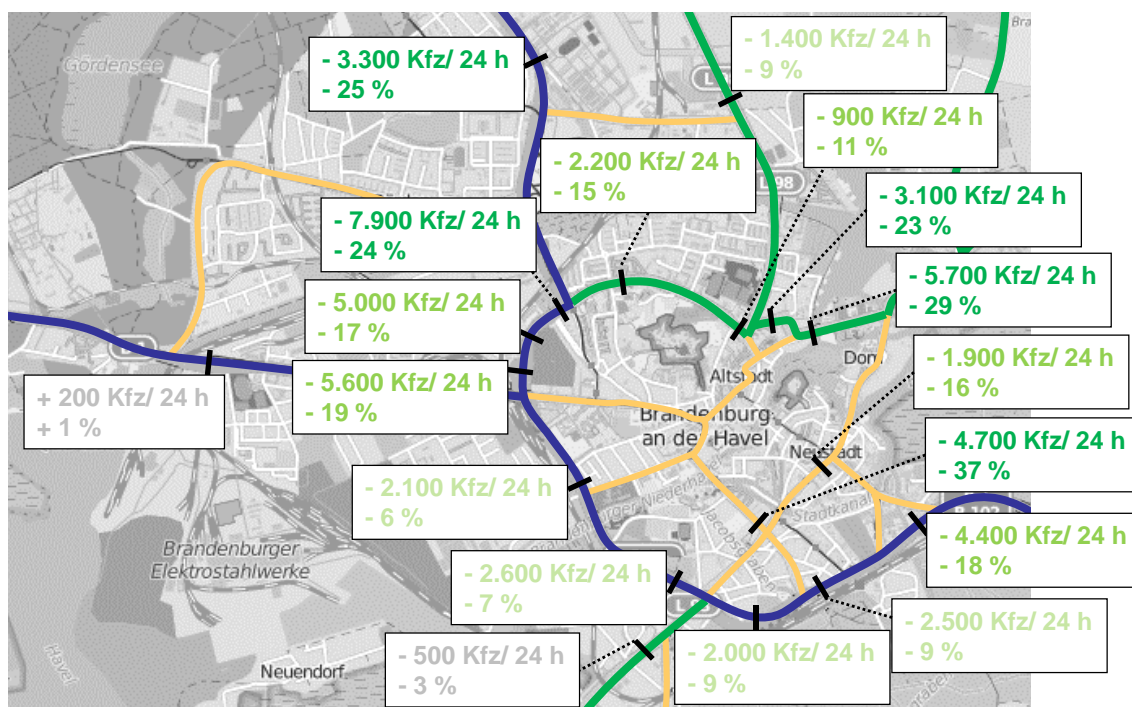 - 1.400 Kfz/ 24 h
- 9 %
- 3.300 Kfz/ 24 h
- 25 %
Gördensee
- 900 Kfz/ 24 h
- 11 %
- 2.200 Kfz/ 24 h
- 15 %
L 98
- 3.100 Kfz/ 24 h
- 23 %
- 7.900 Kfz/ 24 h
- 24 %
- 5.700 Kfz/ 24 h
- 29 %
- 5.000 Kfz/ 24 h
- 17 %
Dom
- 1.900 Kfz/ 24 h
- 16 %
Altstadt
- 5.600 Kfz/ 24 h
- 19 %
+ 200 Kfz/ 24 h
+ 1 %
Brandenburg
an der Havel
Neustadt
- 4.700 Kfz/ 24 h
- 37 %
- 2.100 Kfz/ 24 h
- 6 %
Stadtkanal
B 102
Jacobsgraben
- 4.400 Kfz/ 24 h
- 18 %
Brandenburger
Elektrostahlwerke
- 2.600 Kfz/ 24 h
- 7 %
- 2.500 Kfz/ 24 h
- 9 %
- 500 Kfz/ 24 h
- 3 %
- 2.000 Kfz/ 24 h
- 9 %
Neuendorf
Havel